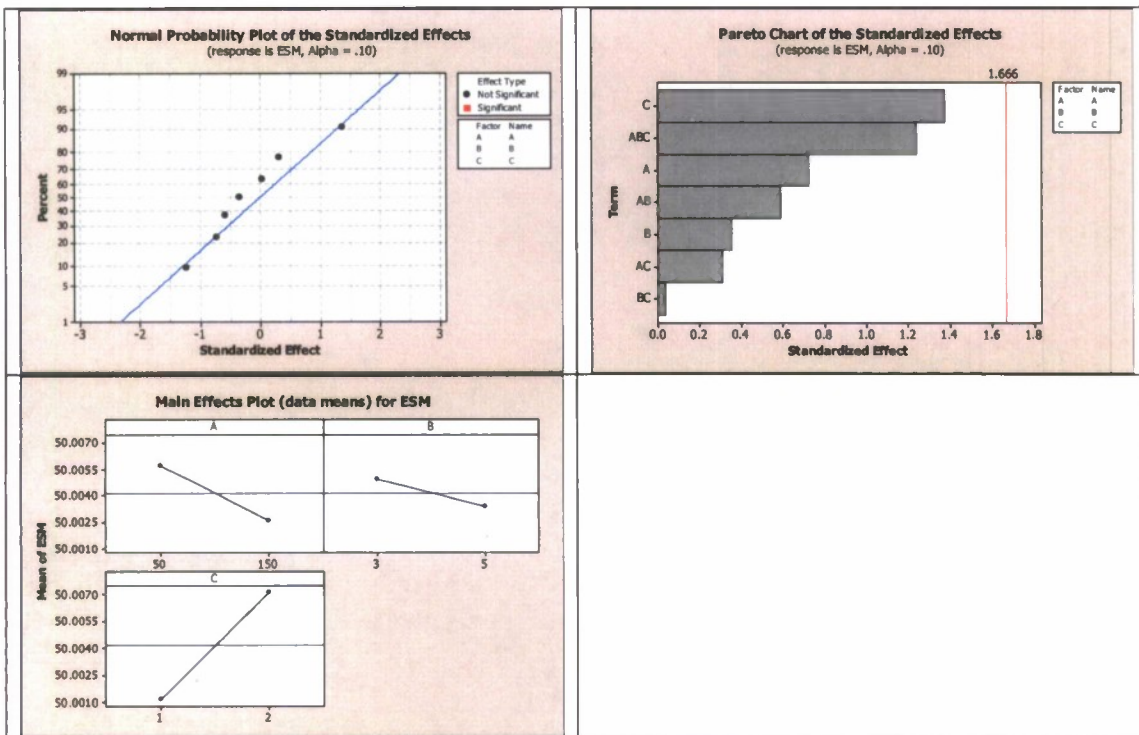 Normal Probability Plot of the Standardized Effects
(response is ESM, Alpha = .10)
99
95
90
80
70
60
50
40
30
20
10
5
1
Percent
-3 -2 -1 0 1 2 3
Standardized Effect
Effect Type
Not Significant
Significant
Factor Name
A A
B B
C C
Pareto Chart of the Standardized Effects
(response is ESM, Alpha = .10)
1.666
Term
C
ABC
A
AB
B
AC
BC
0.0 0.2 0.4 0.6 0.8 1.0 1.2 1.4 1.6 1.8
Standardized Effect
Factor Name
A A
B B
C C
Main Effects Plot (data means) for ESM
Mean of ESM
A B
50.0070
50.0055
50.0040
50.0025
50.0010
50 150 3 5
C
50.0070
50.0055
50.0040
50.0025
50.0010
1 2